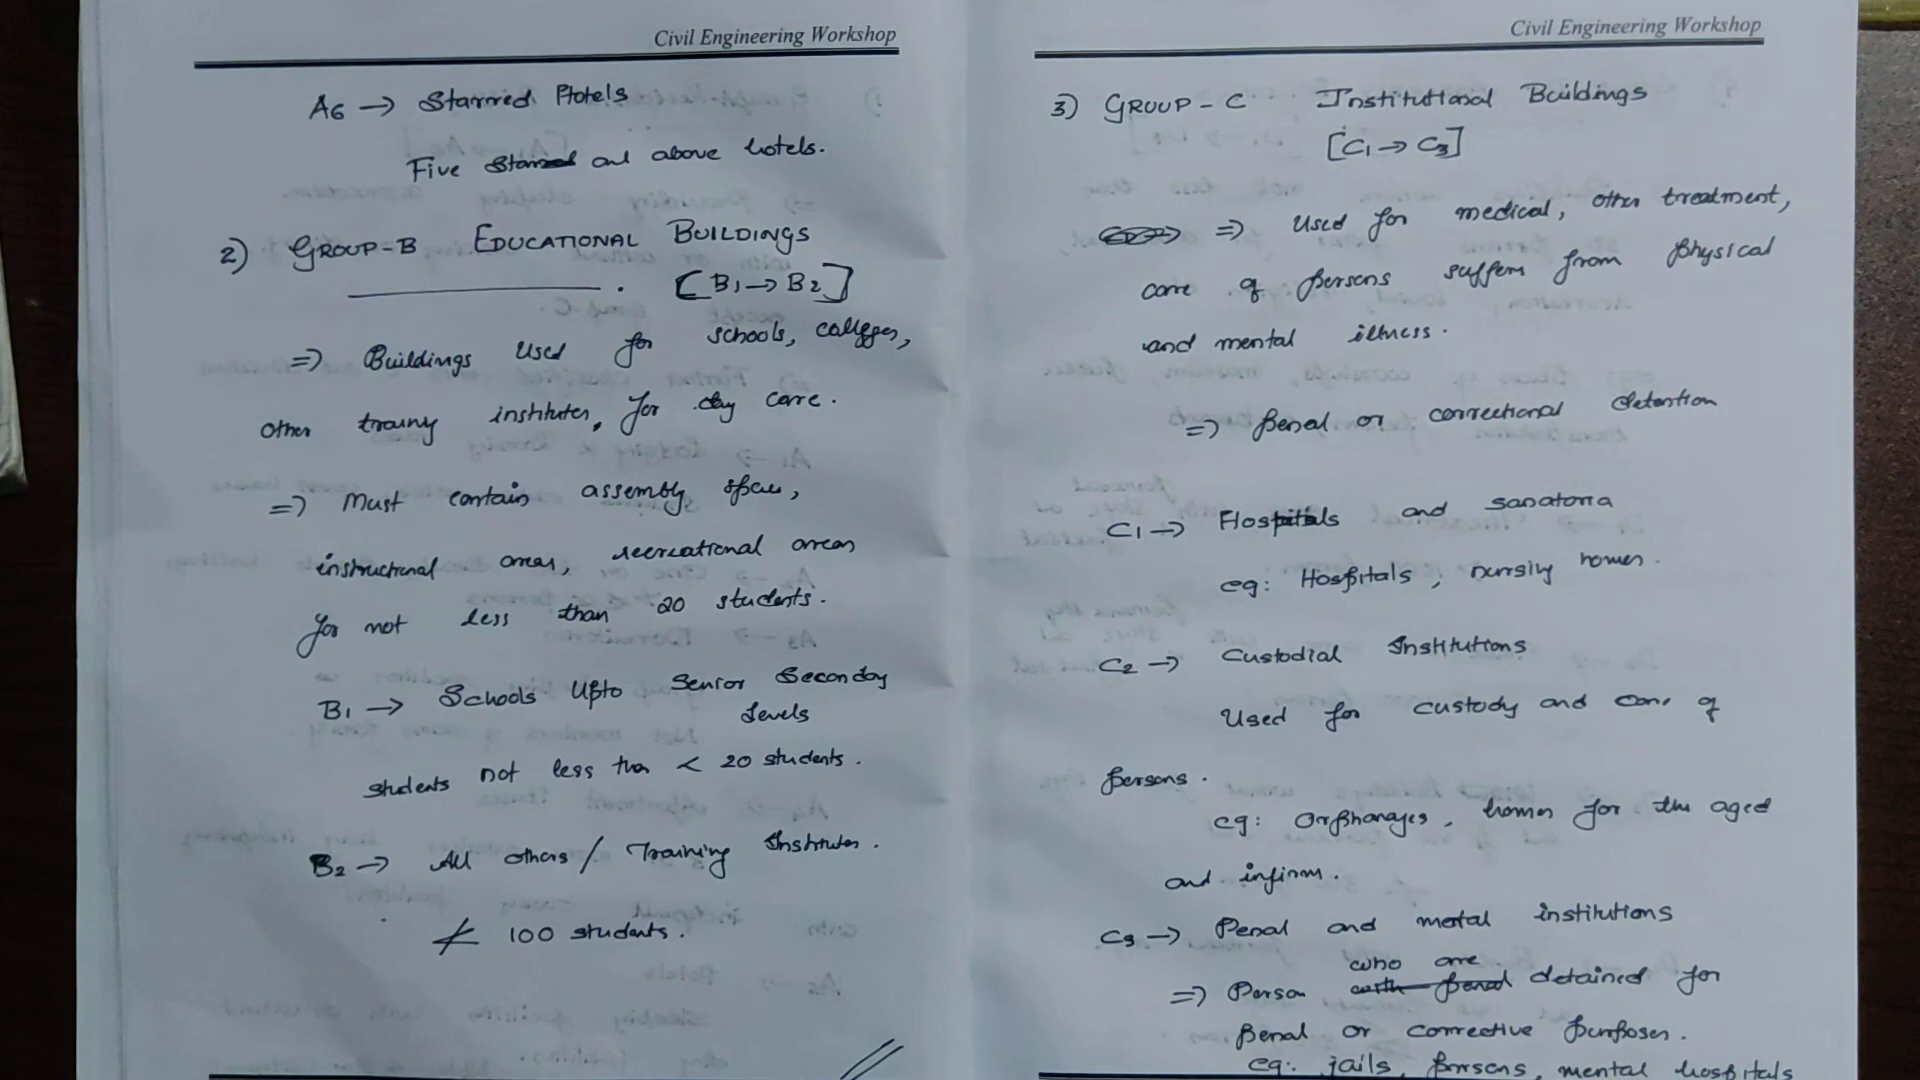 Civil Engineering Workshop
A6 → Starred Hotels
Five Starred and above hotels.
2) GROUP-B EDUCATIONAL BUILDINGS
[B1 → B2]
⇒ Buildings Used for schools, colleges,
other training institutes, for day care.
⇒ Must contain assembly space,
instructional areas, recreational areas
for not less than 20 students.
B1 → Schools Upto Senior Secondary
levels
students not less than < 20 students.
B2 → All others / Training Institutes.
≮ 100 students.
Civil Engineering Workshop
3) GROUP - C Institutional Buildings
[C1 → C3]
⇒ Used for medical, other treatment,
care of persons suffers from physical
and mental illness.
⇒ penal or correctional detention
C1 → Hospitals and sanatoria
eg: Hospitals, nursing homes.
C2 → Custodial Institutions
Used for custody and care of
persons.
eg: Orphanages, homes for the aged
and infirm.
C3 → Penal and mental institutions
who are
⇒ Person detained for
penal or corrective purposes.
eg: jails, prisons, mental hospitals